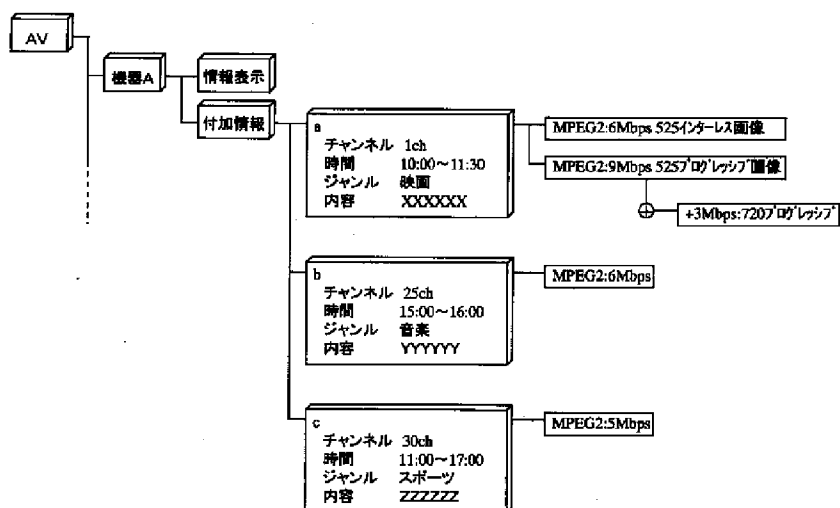 AV
機器A
情報表示
付加情報
a
チャンネル 1ch
時間 10:00～11:30
ジャンル 映画
内容 XXXXXX
MPEG2:6Mbps 525インターレス画像
MPEG2:9Mbps 525プログレッシブ画像
+3Mbps:720プログレッシブ
b
チャンネル 25ch
時間 15:00～16:00
ジャンル 音楽
内容 YYYYYY
MPEG2:6Mbps
c
チャンネル 30ch
時間 11:00～17:00
ジャンル スポーツ
内容 ZZZZZZ
MPEG2:5Mbps